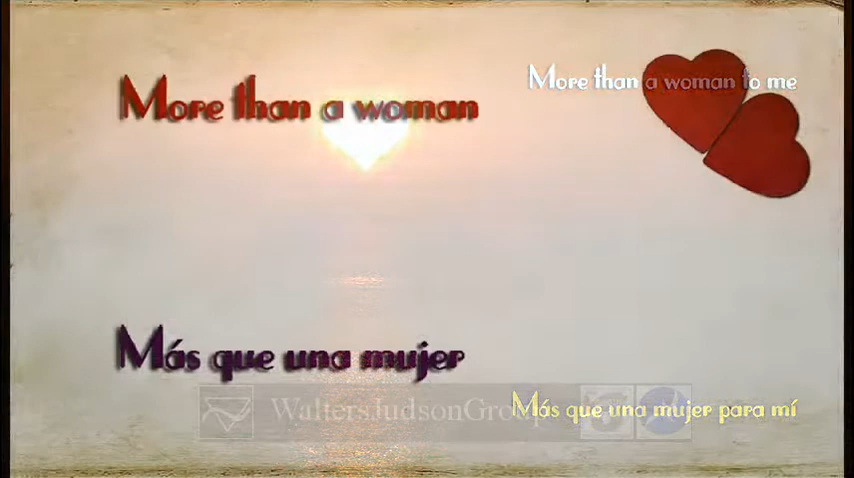 More than a woman
More than a woman to me
Más que una mujer
Más que una mujer para mí
WaltersJudsonGroup